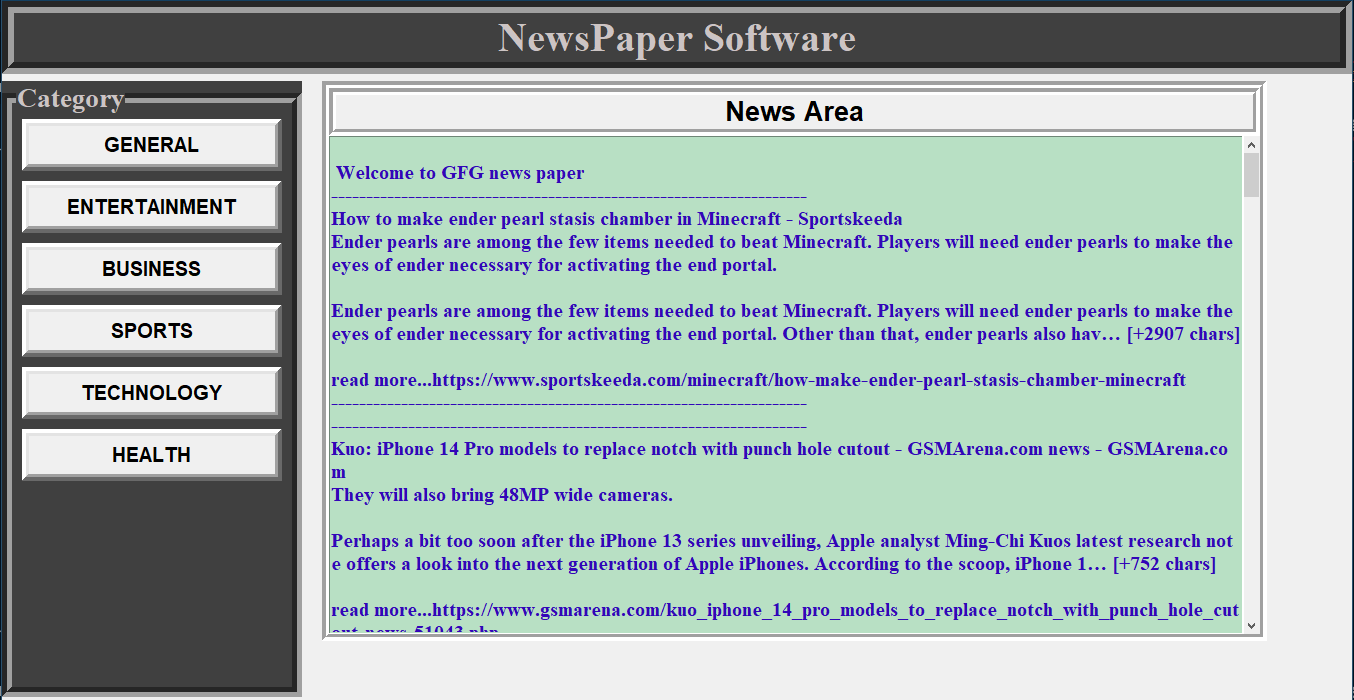 NewsPaper Software
Category
GENERAL
ENTERTAINMENT
BUSINESS
SPORTS
TECHNOLOGY
HEALTH
News Area
Welcome to GFG news paper
--------------------------------------------------------------------
How to make ender pearl stasis chamber in Minecraft - Sportskeeda
Ender pearls are among the few items needed to beat Minecraft. Players will need ender pearls to make the
eyes of ender necessary for activating the end portal.
Ender pearls are among the few items needed to beat Minecraft. Players will need ender pearls to make the
eyes of ender necessary for activating the end portal. Other than that, ender pearls also hav… [+2907 chars]
read more...https://www.sportskeeda.com/minecraft/how-make-ender-pearl-stasis-chamber-minecraft
--------------------------------------------------------------------
--------------------------------------------------------------------
Kuo: iPhone 14 Pro models to replace notch with punch hole cutout - GSMArena.com news - GSMArena.co
m
They will also bring 48MP wide cameras.
Perhaps a bit too soon after the iPhone 13 series unveiling, Apple analyst Ming-Chi Kuos latest research not
e offers a look into the next generation of Apple iPhones. According to the scoop, iPhone 1… [+752 chars]
read more...https://www.gsmarena.com/kuo_iphone_14_pro_models_to_replace_notch_with_punch_hole_cut
out-news-51043.php